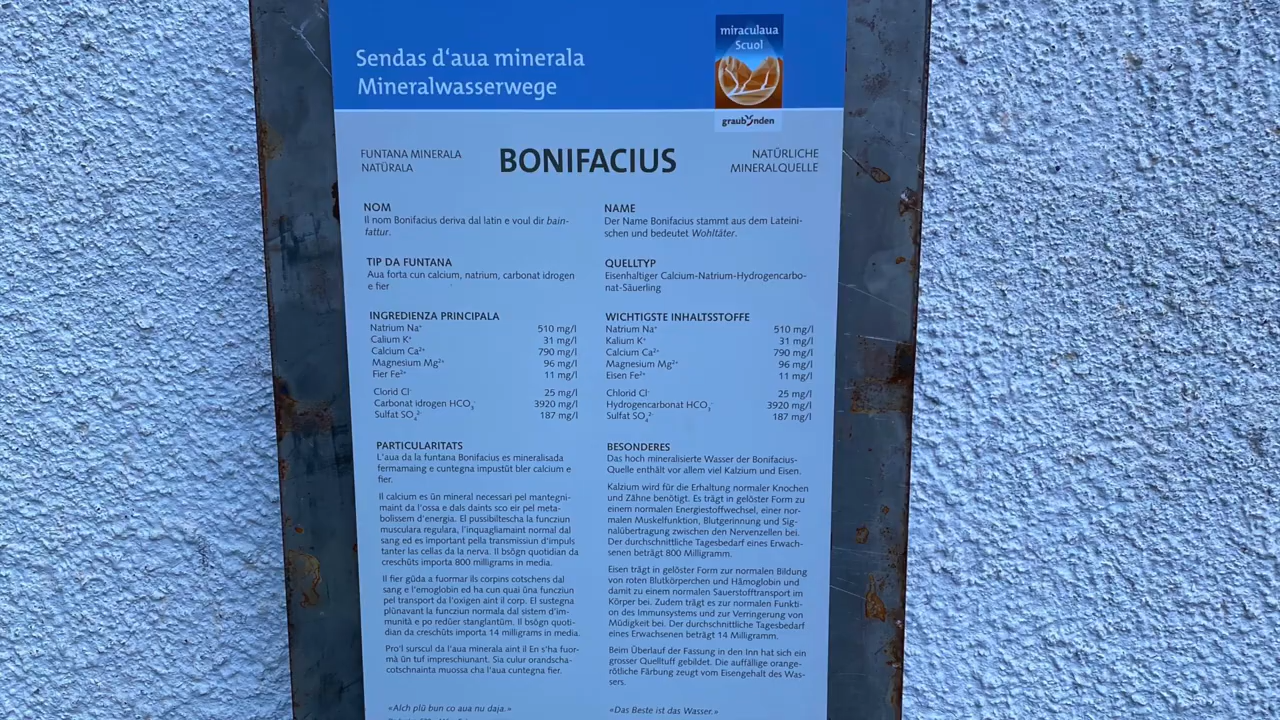 Sendas d‘aua minerala
Mineralwasserwege
miraculaua
Scuol
graubünden
FUNTANA MINERALA
NATÜRALA
BONIFACIUS
NATÜRLICHE
MINERALQUELLE
NOM
Il nom Bonifacius deriva dal latin e voul dir bain-
fattur.
TIP DA FUNTANA
Aua forta cun calcium, natrium, carbonat idrogen
e fier
INGREDIENZA PRINCIPALA
Natrium Na⁺ 510 mg/l
Calium K⁺ 31 mg/l
Calcium Ca²⁺ 790 mg/l
Magnesium Mg²⁺ 96 mg/l
Fier Fe²⁺ 11 mg/l
Clorid Cl⁻ 25 mg/l
Carbonat idrogen HCO₃⁻ 3920 mg/l
Sulfat SO₄²⁻ 187 mg/l
PARTICULARITATS
L'aua da la funtana Bonifacius es mineralisada
fermamaing e cuntegna impustüt bler calcium e
fier.
Il calcium es ün mineral necessari pel mantegni-
maint da l'ossa e dals daints sco eir pel meta-
bolissem d'energia. El pussibiltescha la funcziun
musculara regulara, l'inquagliamaint normal dal
sang ed es important pella transmissiun d'impuls
tanter las cellas da la nerva. Il bsögn quotidian da
creschüts importa 800 milligrams in media.
Il fier güda a fuormar ils corpins cotschens dal
sang e l'emoglobin ed ha cun quai üna funcziun
pel transport da l'oxigen aint il corp. El sustegna
plünavant la funcziun normala dal sistem d'im-
munità e po redüer stanglantüm. Il bsögn quoti-
dian da creschüts importa 14 milligrams in media.
Pro'l surscul da l'aua minerala aint il En s'ha fuor-
mà ün tuf impreschiunant. Sia culur orandscha-
cotschnainta muossa cha l'aua cuntegna fier.
«Alch plü bun co aua nu daja.»
NAME
Der Name Bonifacius stammt aus dem Lateini-
schen und bedeutet Wohltäter.
QUELLTYP
Eisenhaltiger Calcium-Natrium-Hydrogencarbo-
nat-Säuerling
WICHTIGSTE INHALTSSTOFFE
Natrium Na⁺ 510 mg/l
Kalium K⁺ 31 mg/l
Calcium Ca²⁺ 790 mg/l
Magnesium Mg²⁺ 96 mg/l
Eisen Fe²⁺ 11 mg/l
Chlorid Cl⁻ 25 mg/l
Hydrogencarbonat HCO₃⁻ 3920 mg/l
Sulfat SO₄²⁻ 187 mg/l
BESONDERES
Das hoch mineralisierte Wasser der Bonifacius-
Quelle enthält vor allem viel Kalzium und Eisen.
Kalzium wird für die Erhaltung normaler Knochen
und Zähne benötigt. Es trägt in gelöster Form zu
einem normalen Energiestoffwechsel, einer nor-
malen Muskelfunktion, Blutgerinnung und Sig-
nalübertragung zwischen den Nervenzellen bei.
Der durchschnittliche Tagesbedarf eines Erwach-
senen beträgt 800 Milligramm.
Eisen trägt in gelöster Form zur normalen Bildung
von roten Blutkörperchen und Hämoglobin und
damit zu einem normalen Sauerstofftransport im
Körper bei. Zudem trägt es zur normalen Funkti-
on des Immunsystems und zur Verringerung von
Müdigkeit bei. Der durchschnittliche Tagesbedarf
eines Erwachsenen beträgt 14 Milligramm.
Beim Überlauf der Fassung in den Inn hat sich ein
grosser Quelltuff gebildet. Die auffällige orange-
rötliche Färbung zeugt vom Eisengehalt des Was-
sers.
«Das Beste ist das Wasser.»